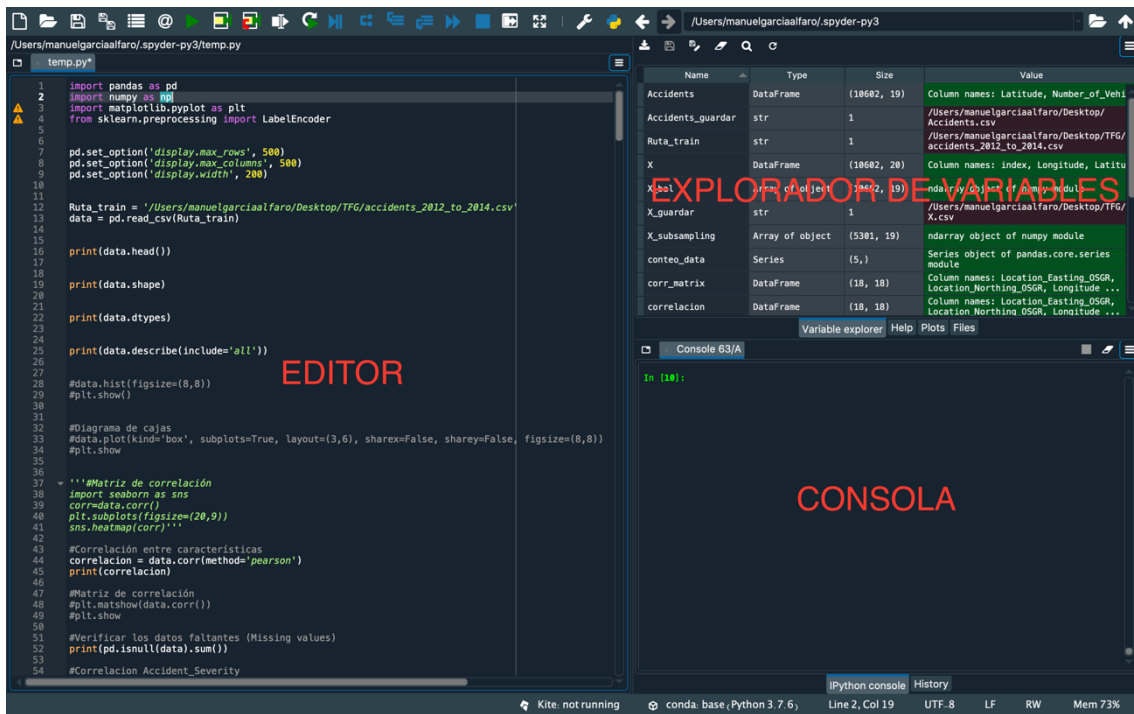 /Users/manuelgarciaalfaro/.spyder-py3
/Users/manuelgarciaalfaro/.spyder-py3/temp.py
temp.py*
1 import pandas as pd
2 import numpy as np
3 import matplotlib.pyplot as plt
4 from sklearn.preprocessing import LabelEncoder
5
6
7 pd.set_option('display.max_rows', 500)
8 pd.set_option('display.max_columns', 500)
9 pd.set_option('display.width', 200)
10
11
12 Ruta_train = '/Users/manuelgarciaalfaro/Desktop/TFG/accidents_2012_to_2014.csv'
13 data = pd.read_csv(Ruta_train)
14
15
16 print(data.head())
17
18
19 print(data.shape)
20
21
22 print(data.dtypes)
23
24
25 print(data.describe(include='all'))
26
27
28 #data.hist(figsize=(8,8))
29 #plt.show()
30
31
32 #Diagrama de cajas
33 #data.plot(kind='box', subplots=True, layout=(3,6), sharex=False, sharey=False, figsize=(8,8))
34 #plt.show
35
36
37 '''#Matriz de correlación
38 import seaborn as sns
39 corr=data.corr()
40 plt.subplots(figsize=(20,9))
41 sns.heatmap(corr)'''
42
43 #Correlación entre características
44 correlacion = data.corr(method='pearson')
45 print(correlacion)
46
47 #Matriz de correlación
48 #plt.matshow(data.corr())
49 #plt.show
50
51 #Verificar los datos faltantes (Missing values)
52 print(pd.isnull(data).sum())
53
54 #Correlacion Accident_Severity
EDITOR
Name Type Size Value
Accidents DataFrame (10602, 19) Column names: Latitude, Number_of_Vehi
Accidents_guardar str 1 /Users/manuelgarciaalfaro/Desktop/
Accidents.csv
Ruta_train str 1 /Users/manuelgarciaalfaro/Desktop/TFG/
accidents_2012_to_2014.csv
X DataFrame (10602, 20) Column names: index, Longitude, Latitu
X_bal Array of object (10602, 19) ndarray object of numpy module
EXPLORADOR DE VARIABLES
X_guardar str 1 /Users/manuelgarciaalfaro/Desktop/TFG/
X.csv
X_subsampling Array of object (5301, 19) ndarray object of numpy module
conteo_data Series (5,) Series object of pandas.core.series
module
corr_matrix DataFrame (18, 18) Column names: Location_Easting_OSGR,
Location_Northing_OSGR, Longitude ...
correlacion DataFrame (18, 18) Column names: Location_Easting_OSGR,
Location_Northing_OSGR, Longitude ...
Variable explorer Help Plots Files
Console 63/A
In [10]:
CONSOLA
IPython console History
Kite: not running conda: base (Python 3.7.6) Line 2, Col 19 UTF-8 LF RW Mem 73%